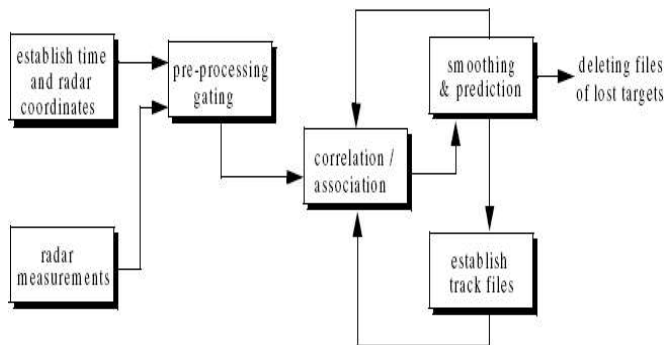 establish time
and radar
coordinates
pre-processing
gating
smoothing
& prediction
deleting files
of lost targets
correlation /
association
radar
measurements
establish
track files